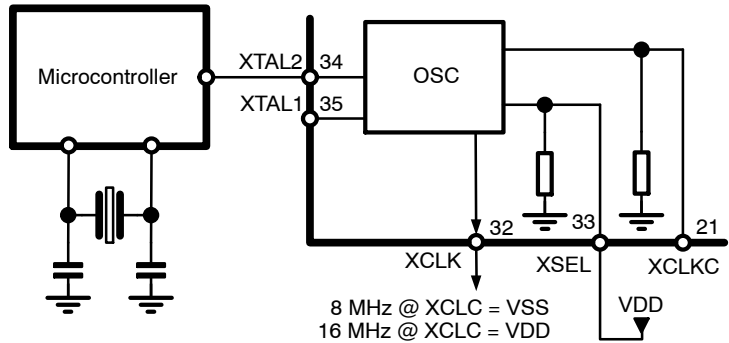 Microcontroller
XTAL2 34
XTAL1 35
OSC
32
33
21
XCLK
XSEL
XCLKC
8 MHz @ XCLC = VSS
16 MHz @ XCLC = VDD
VDD